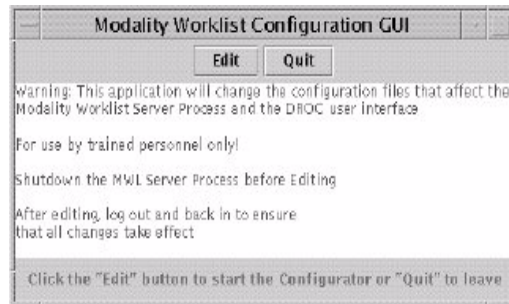 Modality Worklist Configuration GUI
Edit Quit
Warning: This application will change the configuration files that affect the
Modality Worklist Server Process and the DROC user interface
For use by trained personnel only!
Shutdown the MWL Server Process before Editing
After editing, log out and back in to ensure
that all changes take effect
Click the "Edit" button to start the Configurator or "Quit" to leave